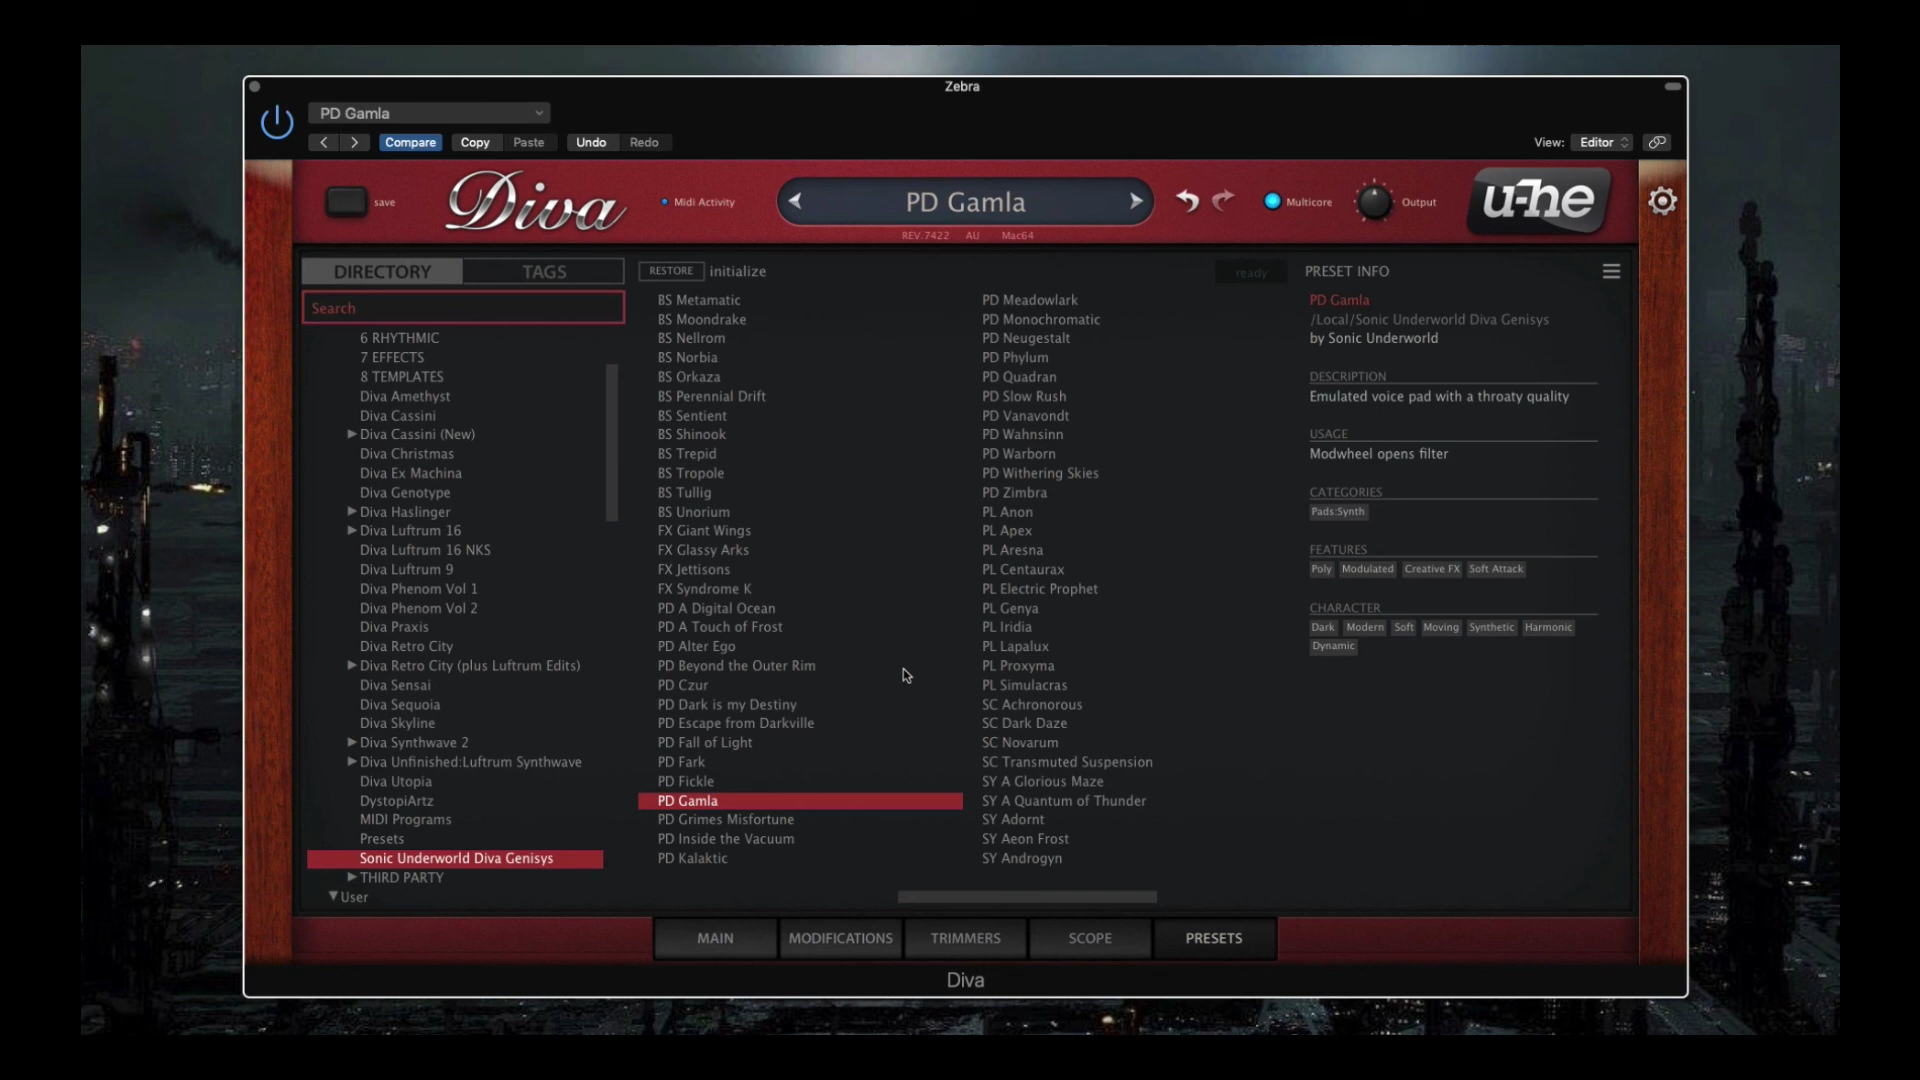 Zebra
PD Gamla
Compare
Copy
Paste
Undo
Redo
View:
Editor
save
Diva
Midi Activity
PD Gamla
Multicore
Output
u-he
REV.7422 AU Mac64
DIRECTORY
TAGS
RESTORE
initialize
ready
PRESET INFO
Search
6 RHYTHMIC
7 EFFECTS
8 TEMPLATES
Diva Amethyst
Diva Cassini
Diva Cassini (New)
Diva Christmas
Diva Ex Machina
Diva Genotype
Diva Haslinger
Diva Luftrum 16
Diva Luftrum 16 NKS
Diva Luftrum 9
Diva Phenom Vol 1
Diva Phenom Vol 2
Diva Praxis
Diva Retro City
Diva Retro City (plus Luftrum Edits)
Diva Sensai
Diva Sequoia
Diva Skyline
Diva Synthwave 2
Diva Unfinished:Luftrum Synthwave
Diva Utopia
DystopiArtz
MIDI Programs
Presets
Sonic Underworld Diva Genisys
THIRD PARTY
User
BS Metamatic
BS Moondrake
BS Nellrom
BS Norbia
BS Orkaza
BS Perennial Drift
BS Sentient
BS Shinook
BS Trepid
BS Tropole
BS Tullig
BS Unorium
FX Giant Wings
FX Glassy Arks
FX Jettisons
FX Syndrome K
PD A Digital Ocean
PD A Touch of Frost
PD Alter Ego
PD Beyond the Outer Rim
PD Czur
PD Dark is my Destiny
PD Escape from Darkville
PD Fall of Light
PD Fark
PD Fickle
PD Gamla
PD Grimes Misfortune
PD Inside the Vacuum
PD Kalaktic
PD Meadowlark
PD Monochromatic
PD Neugestalt
PD Phylum
PD Quadran
PD Slow Rush
PD Vanavondt
PD Wahnsinn
PD Warborn
PD Withering Skies
PD Zimbra
PL Anon
PL Apex
PL Aresna
PL Centaurax
PL Electric Prophet
PL Genya
PL Iridia
PL Lapalux
PL Proxyma
PL Simulacras
SC Achronorous
SC Dark Daze
SC Novarum
SC Transmuted Suspension
SY A Glorious Maze
SY A Quantum of Thunder
SY Adornt
SY Aeon Frost
SY Androgyn
PD Gamla
/Local/Sonic Underworld Diva Genisys
by Sonic Underworld
DESCRIPTION
Emulated voice pad with a throaty quality
USAGE
Modwheel opens filter
CATEGORIES
Pads:Synth
FEATURES
Poly Modulated Creative FX Soft Attack
CHARACTER
Dark Modern Soft Moving Synthetic Harmonic
Dynamic
MAIN
MODIFICATIONS
TRIMMERS
SCOPE
PRESETS
Diva